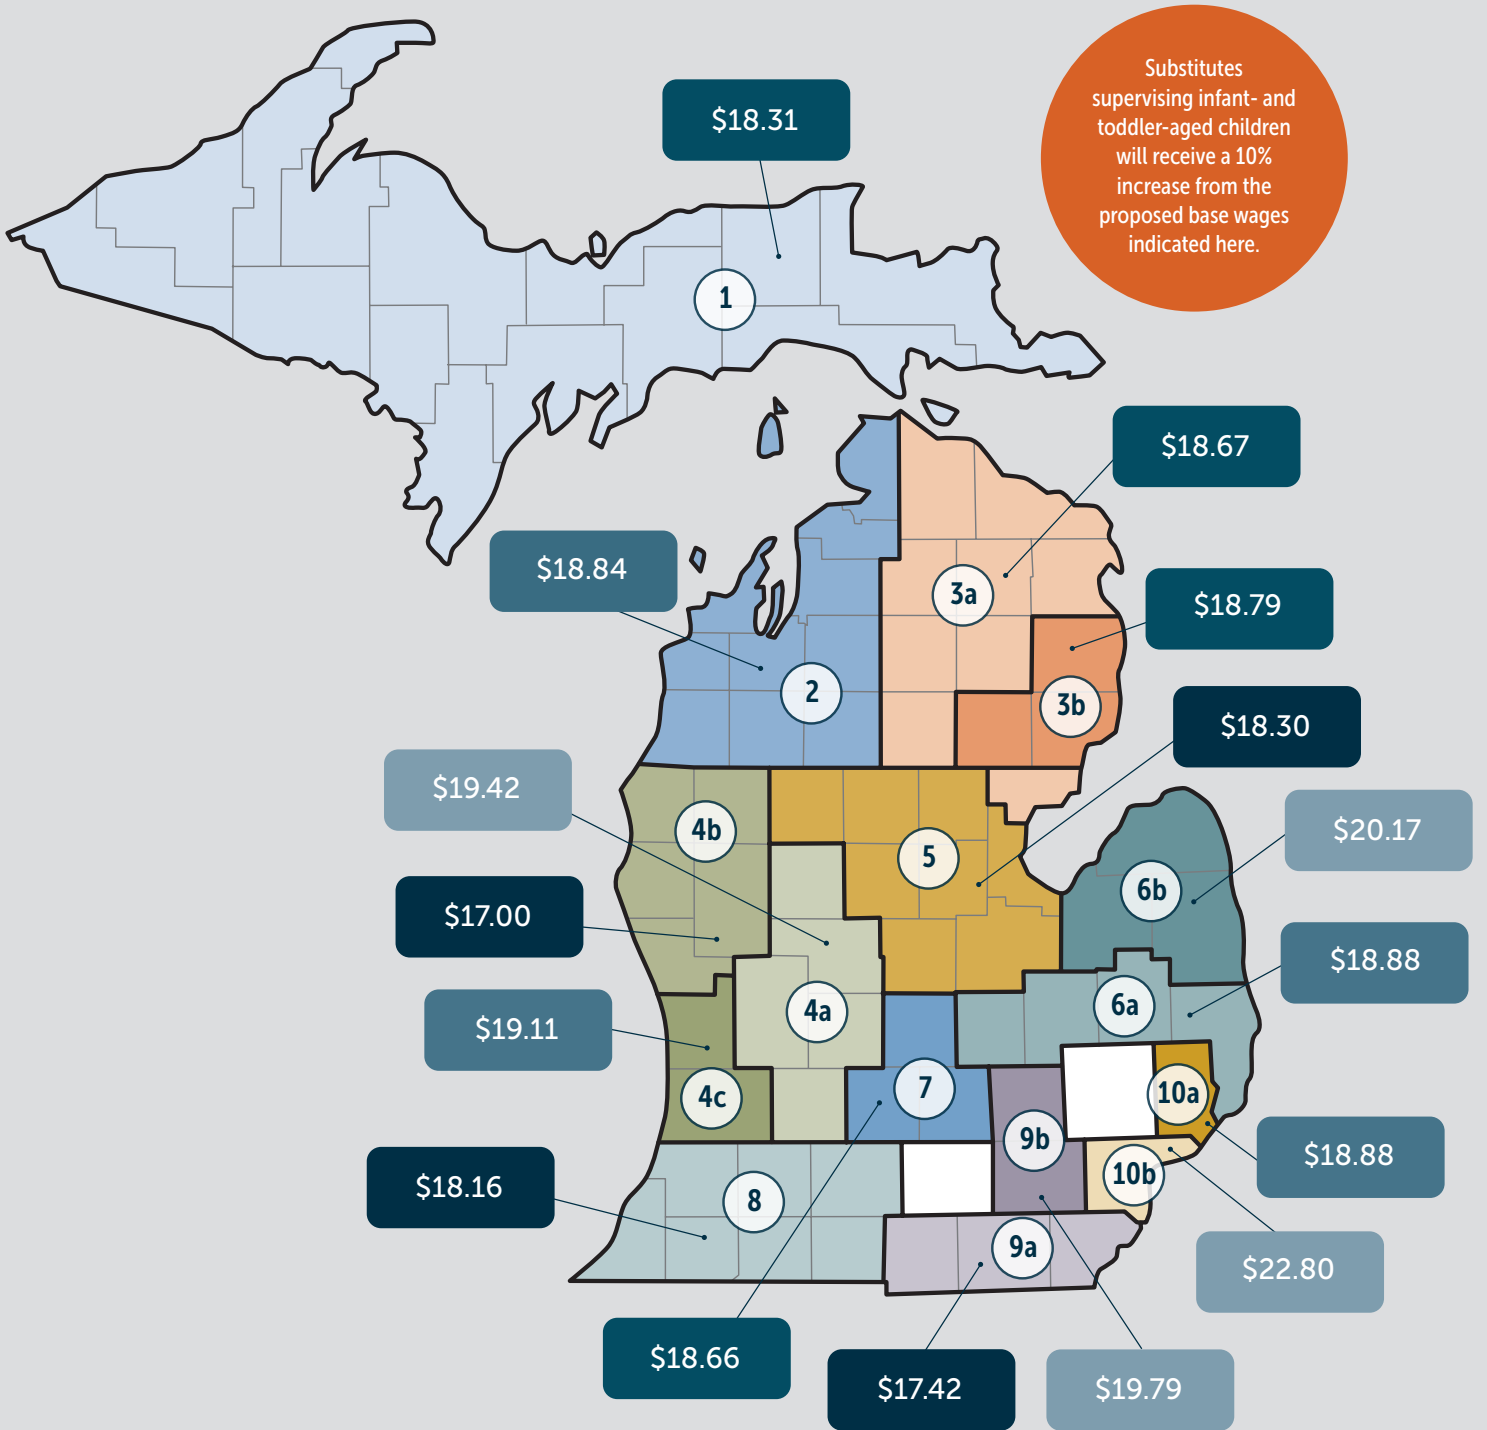 Substitutes
supervising infant- and
toddler-aged children
will receive a 10%
increase from the
proposed base wages
indicated here.
$18.31
1
$18.67
$18.84
3a
$18.79
2
3b
$18.30
$19.42
4b
5
$20.17
6b
$17.00
$18.88
4a
6a
$19.11
7
10a
4c
9b
$18.88
10b
$18.16
8
9a
$22.80
$18.66
$17.42
$19.79